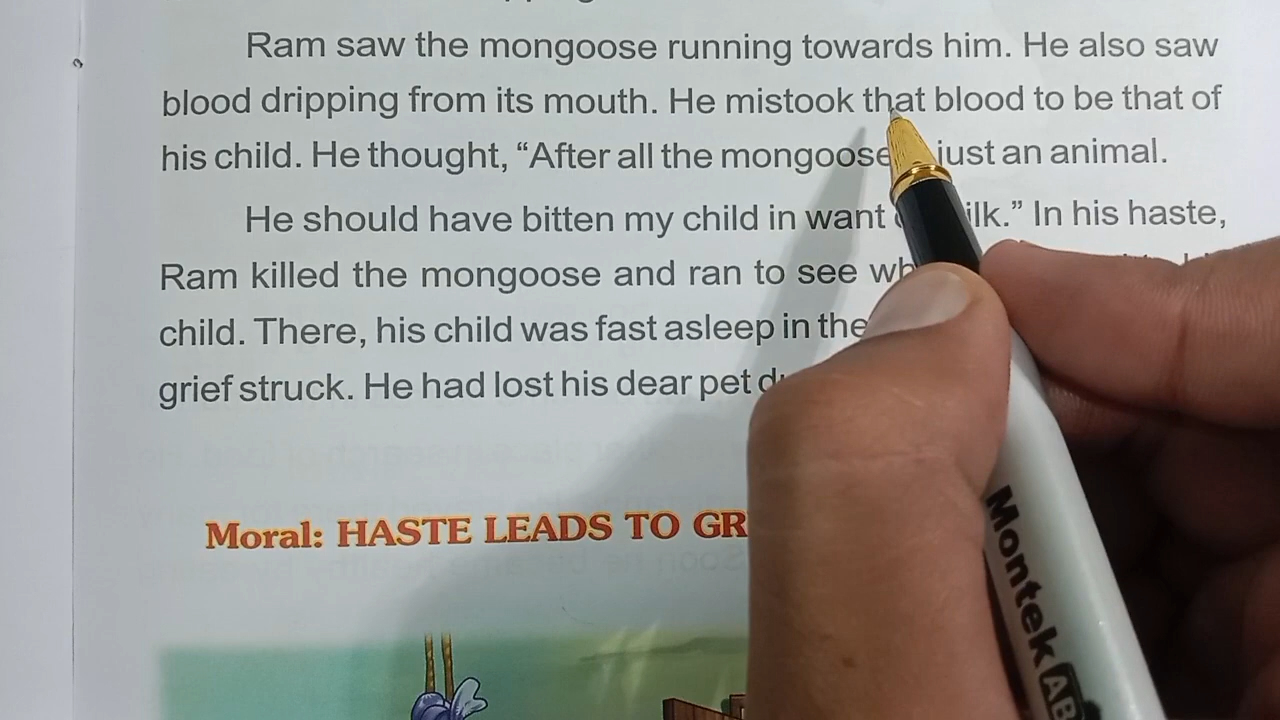 Ram saw the mongoose running towards him. He also saw
blood dripping from its mouth. He mistook that blood to be that of
his child. He thought, “After all the mongoose just an animal.
He should have bitten my child in want ilk.” In his haste,
Ram killed the mongoose and ran to see
child. There, his child was fast asleep in the
grief struck. He had lost his dear pet
Moral: HASTE LEADS TO GR
Montek
AB